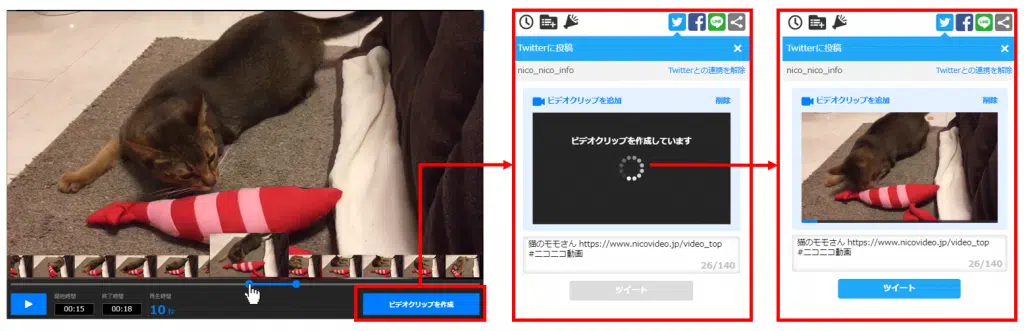 開始時間
終了時間
再生時間
00:15
00:18
10
ビデオクリップを作成
LINE
Twitterに投稿
nico_nico_info
Twitterとの連携を解除
ビデオクリップを追加
削除
ビデオクリップを作成しています
猫のモモさん https://www.nicovideo.jp/video_top
#ニコニコ動画
26/140
ツイート
LINE
Twitterに投稿
nico_nico_info
Twitterとの連携を解除
ビデオクリップを追加
削除
猫のモモさん https://www.nicovideo.jp/video_top
#ニコニコ動画
26/140
ツイート